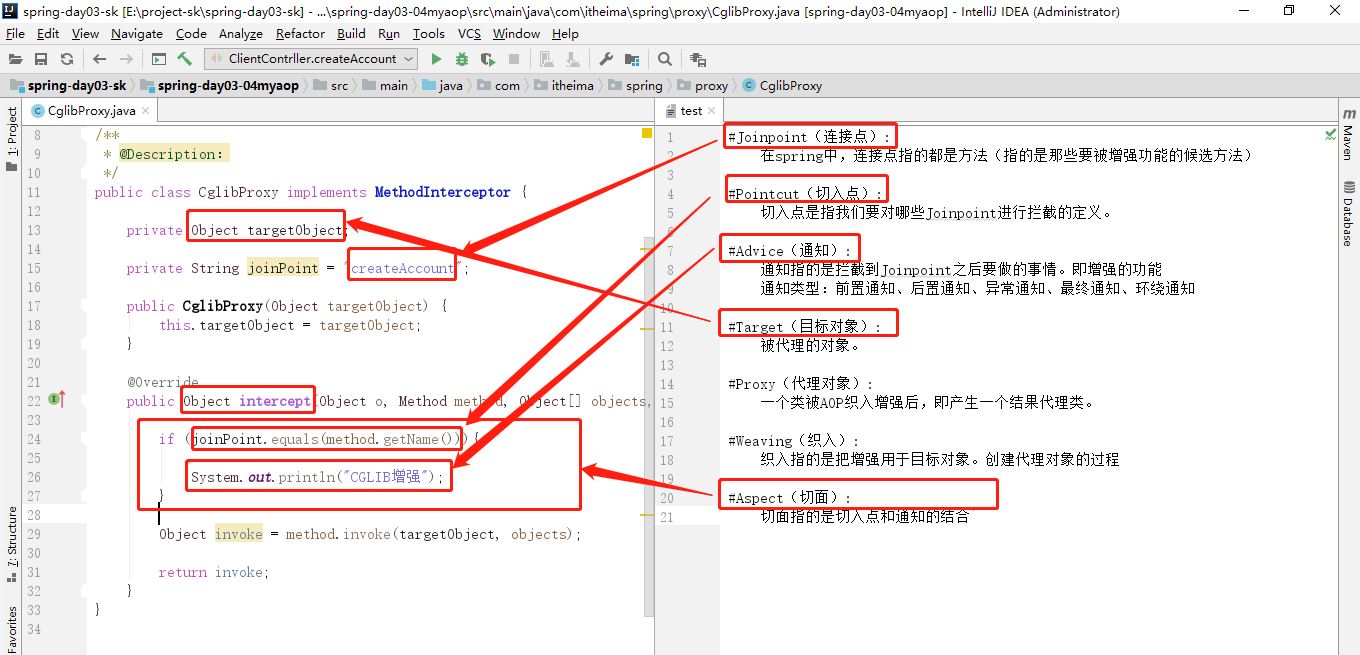 spring-day03-sk [E:\project-sk\spring-day03-sk] - ...\spring-day03-04myaop\src\main\java\com\itheima\spring\proxy\CglibProxy.java [spring-day03-04myaop] - IntelliJ IDEA (Administrator)
File Edit View Navigate Code Analyze Refactor Build Run Tools VCS Window Help
ClientContrller.createAccount
spring-day03-sk spring-day03-04myaop src main java com itheima spring proxy CglibProxy
1: Project
7: Structure
Favorites
CglibProxy.java
8 /**
9 * @Description:
10 */
11 public class CglibProxy implements MethodInterceptor {
12
13 private Object targetObject;
14
15 private String joinPoint = "createAccount";
16
17 public CglibProxy(Object targetObject) {
18 this.targetObject = targetObject;
19 }
20
21 @Override
22 public Object intercept(Object o, Method method, Object[] objects,
23
24 if (joinPoint.equals(method.getName())){
25
26 System.out.println("CGLIB增强");
27 }
28
29 Object invoke = method.invoke(targetObject, objects);
30
31 return invoke;
32 }
33 }
34
test
1 #Joinpoint（连接点）:
2 在spring中，连接点指的都是方法（指的是那些要被增强功能的候选方法）
3
4 #Pointcut（切入点）:
5 切入点是指我们要对哪些Joinpoint进行拦截的定义。
6
7 #Advice（通知）:
8 通知指的是拦截到Joinpoint之后要做的事情。即增强的功能
9 通知类型：前置通知、后置通知、异常通知、最终通知、环绕通知
10
11 #Target（目标对象）:
12 被代理的对象。
13
14 #Proxy（代理对象）:
15 一个类被AOP织入增强后，即产生一个结果代理类。
16
17 #Weaving（织入）:
18 织入指的是把增强用于目标对象。创建代理对象的过程
19
20 #Aspect（切面）:
21 切面指的是切入点和通知的结合
Maven
Database